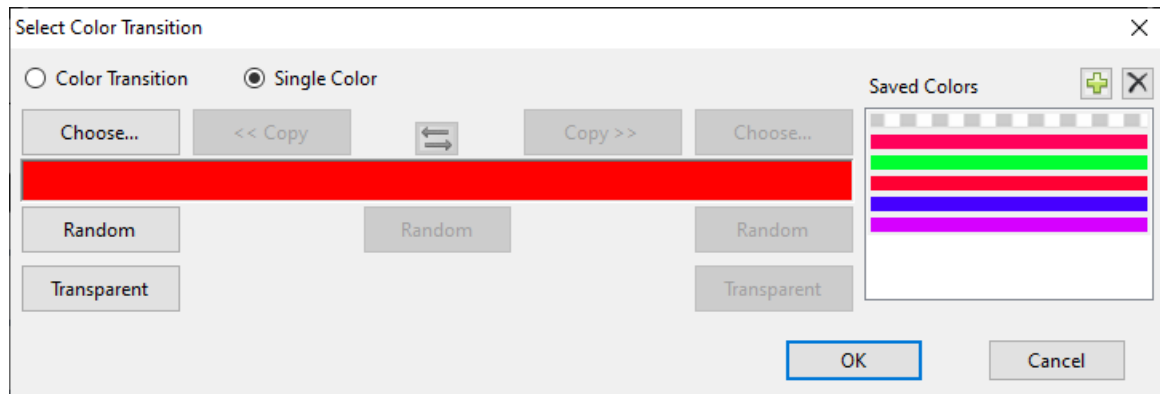 Select Color Transition
Color Transition Single Color
Saved Colors
Choose... << Copy Copy >> Choose...
Random Random Random
Transparent Transparent
OK Cancel